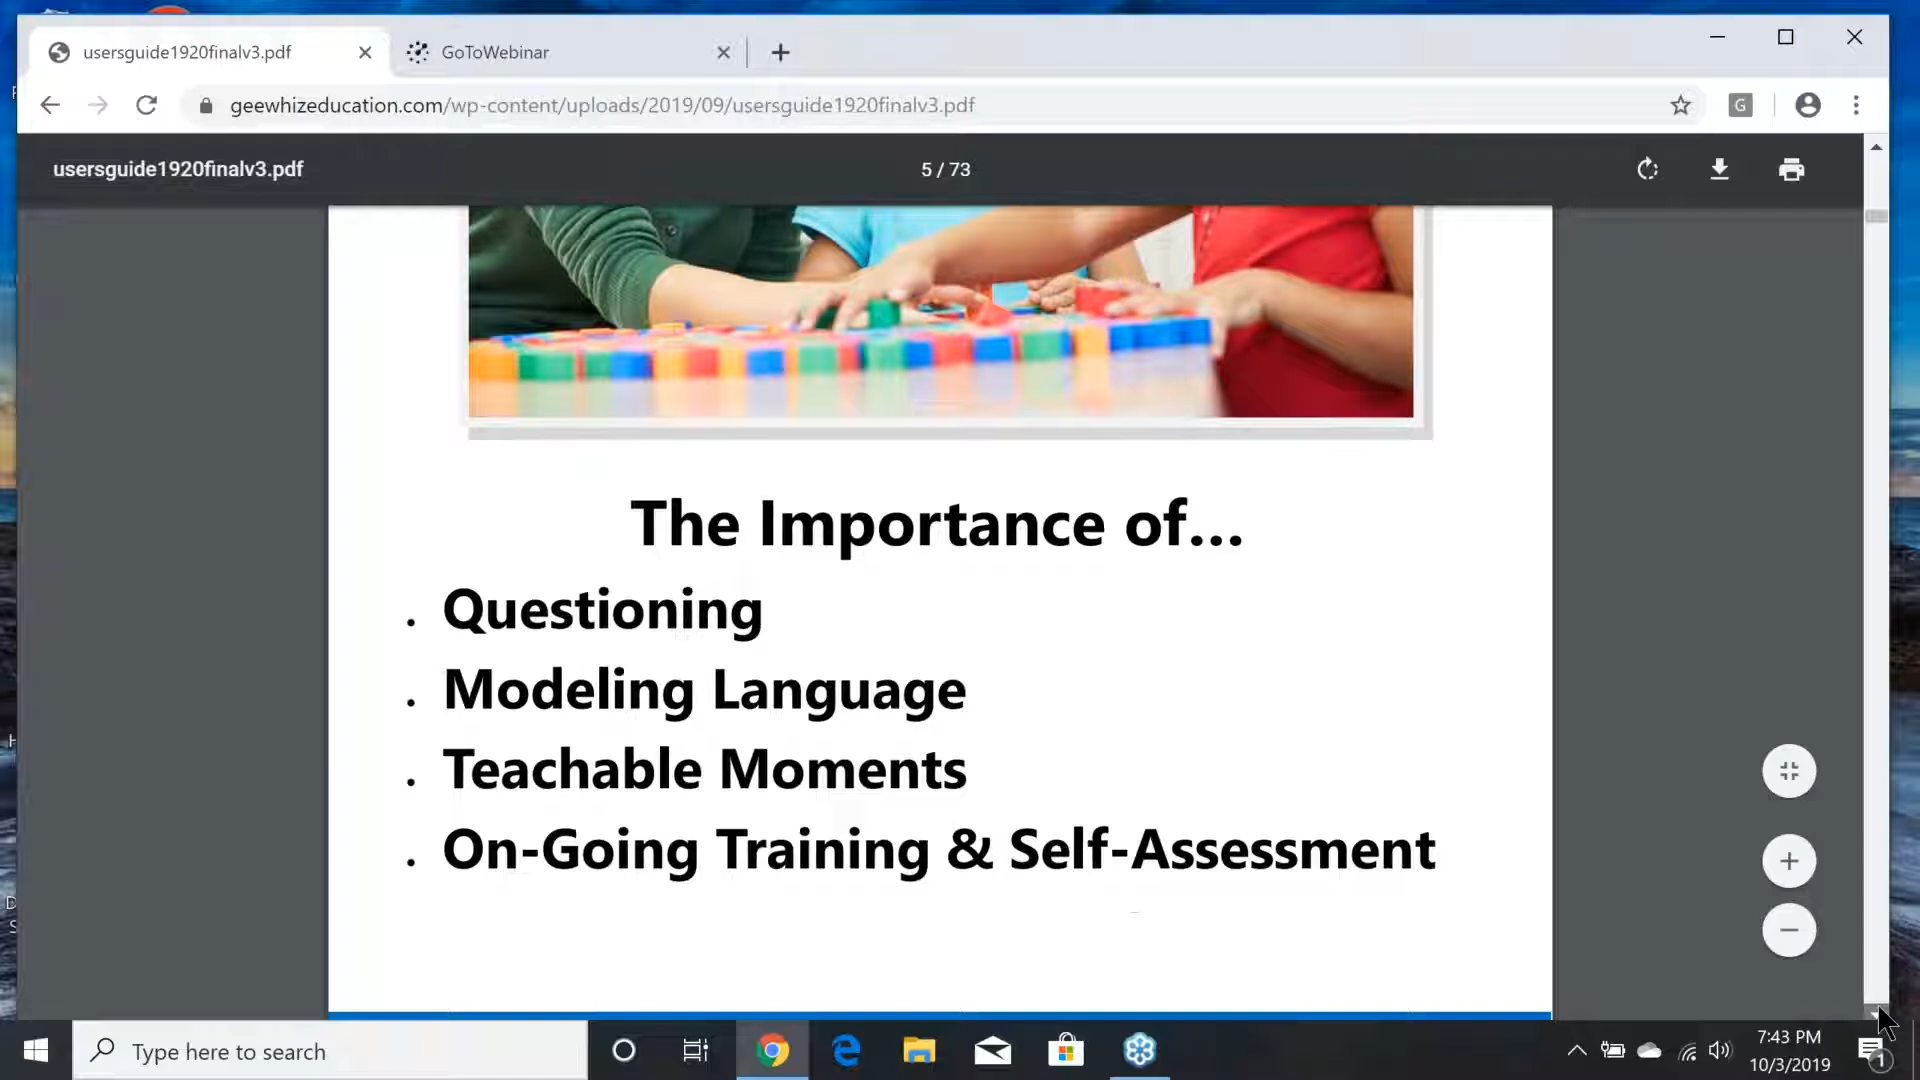 usersguide1920finalv3.pdf
GoToWebinar
geewhizeducation.com/wp-content/uploads/2019/09/usersguide1920finalv3.pdf
G
usersguide1920finalv3.pdf
5 / 73
The Importance of...
. Questioning
. Modeling Language
. Teachable Moments
. On-Going Training & Self-Assessment
Type here to search
7:43 PM
10/3/2019
1